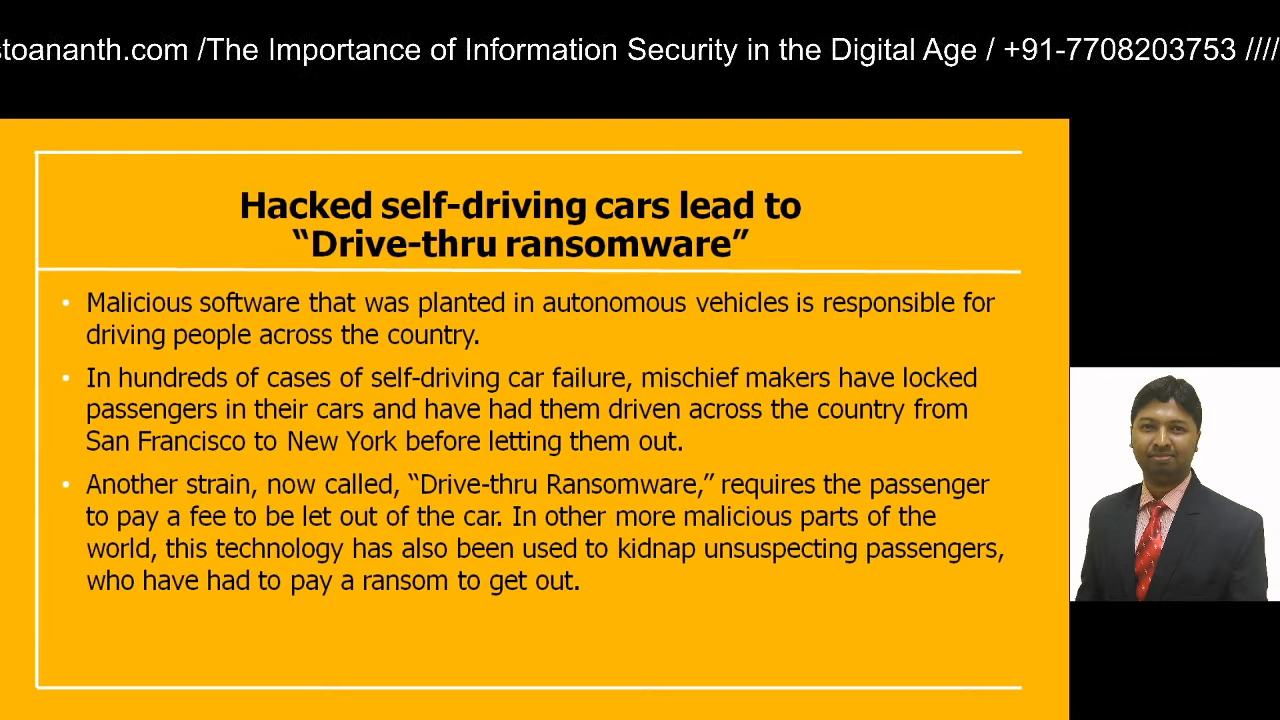 stoananth.com /The Importance of Information Security in the Digital Age / +91-7708203753 ////
Hacked self-driving cars lead to
“Drive-thru ransomware”
• Malicious software that was planted in autonomous vehicles is responsible for
driving people across the country.
• In hundreds of cases of self-driving car failure, mischief makers have locked
passengers in their cars and have had them driven across the country from
San Francisco to New York before letting them out.
• Another strain, now called, “Drive-thru Ransomware,” requires the passenger
to pay a fee to be let out of the car. In other more malicious parts of the
world, this technology has also been used to kidnap unsuspecting passengers,
who have had to pay a ransom to get out.